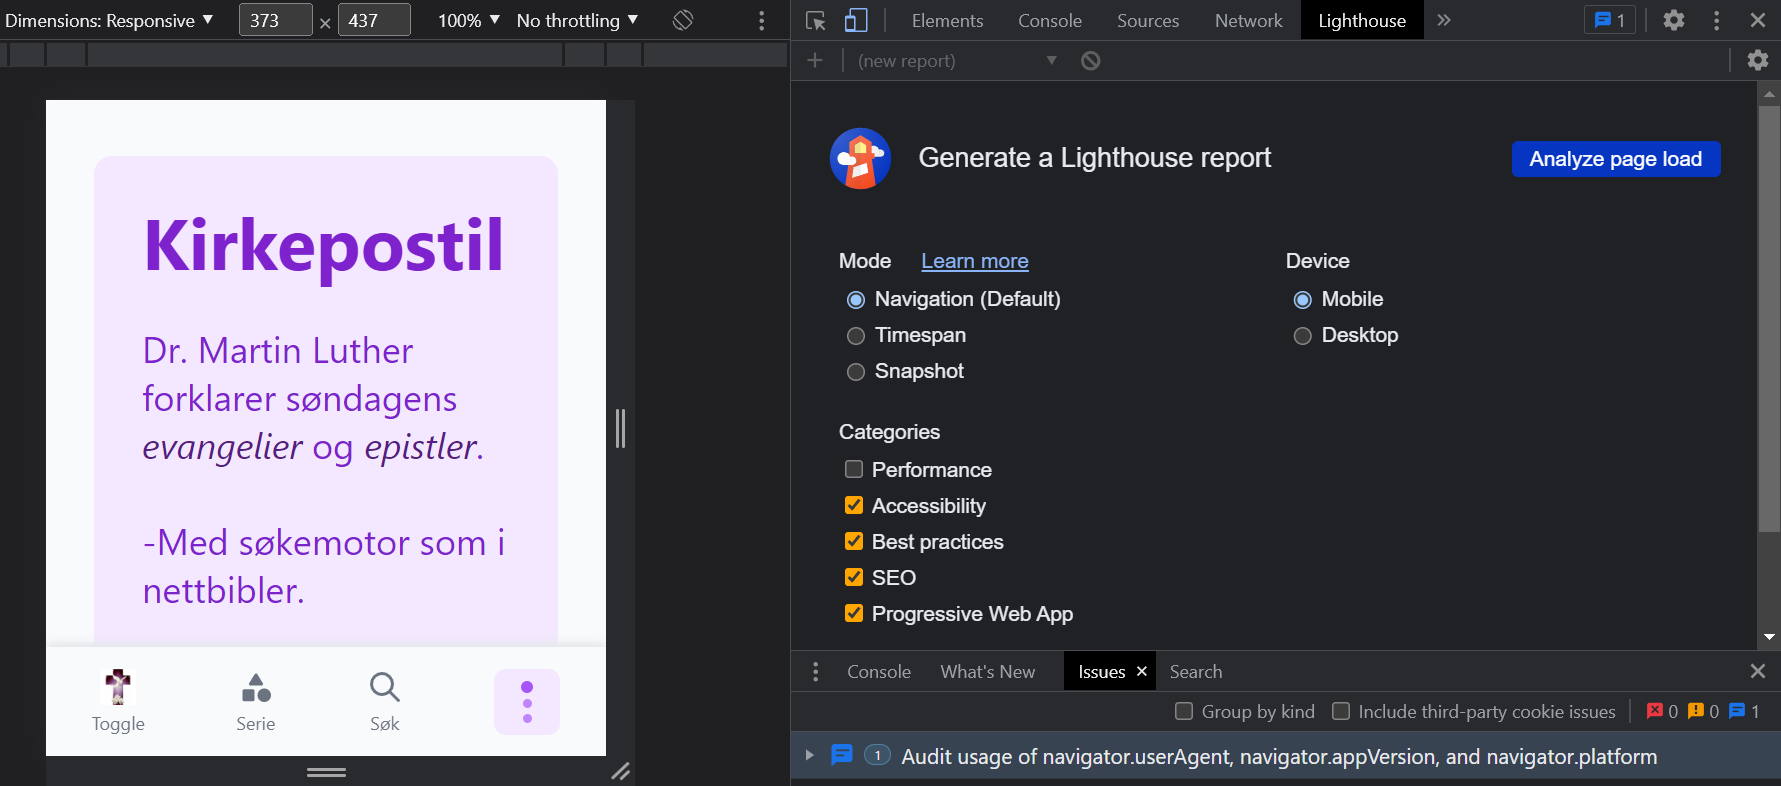 Dimensions: Responsive ▼ 373 × 437 100% ▼ No throttling ▼
Kirkepostil
Dr. Martin Luther
forklarer søndagens
evangelier og epistler.
-Med søkemotor som i
nettbibler.
Toggle Serie Søk
Elements Console Sources Network Lighthouse » 1
(new report) ▼
Generate a Lighthouse report Analyze page load
Mode Learn more Device
Navigation (Default) Mobile
Timespan Desktop
Snapshot
Categories
Performance
Accessibility
Best practices
SEO
Progressive Web App
Console What's New Issues × Search
Group by kind Include third-party cookie issues 0 0 1
1 Audit usage of navigator.userAgent, navigator.appVersion, and navigator.platform